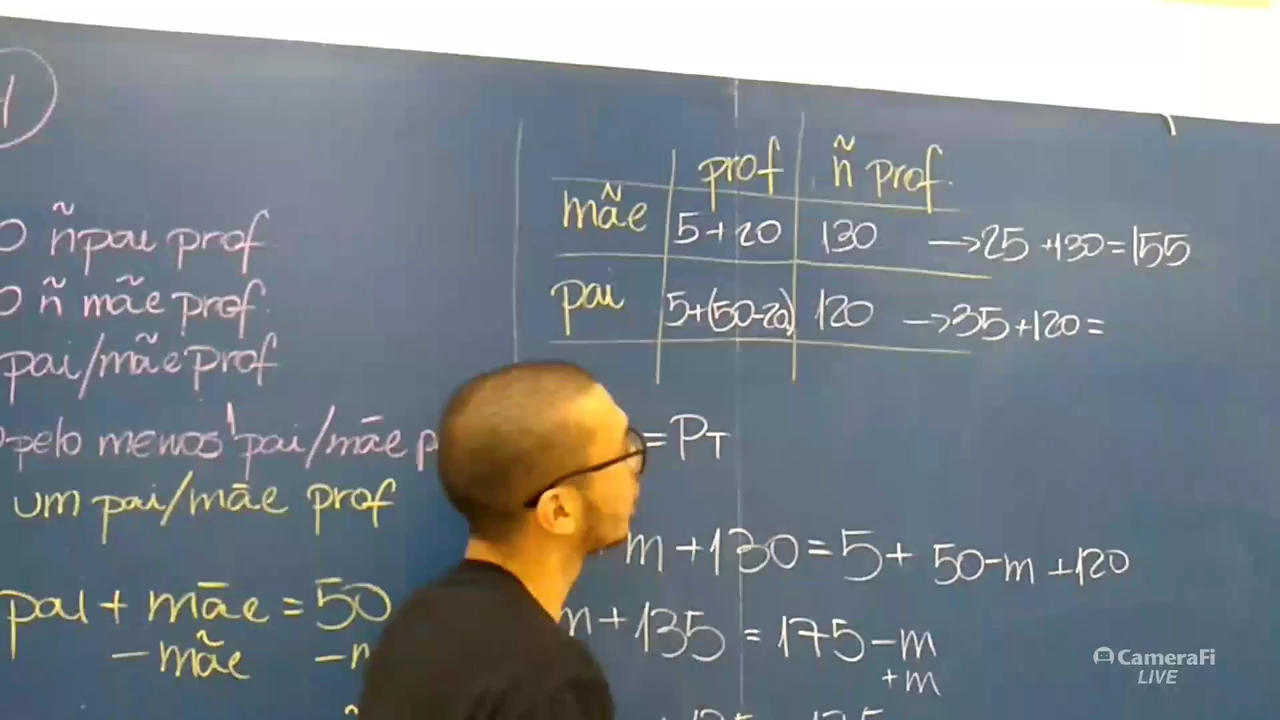 ñ pai prof
ñ mãe prof.
pai/mãe prof
pelo menos 1 pai/mãe
um pai/mãe prof
pai + mãe = 50
- mãe
prof ñ prof.
mãe 5+20 130 →25 +130=155
pai 5+(50-20) 120 →35+120=
= PT
m +130=5+ 50-m +120
m+135 = 175-m
+m
CameraFi
LIVE